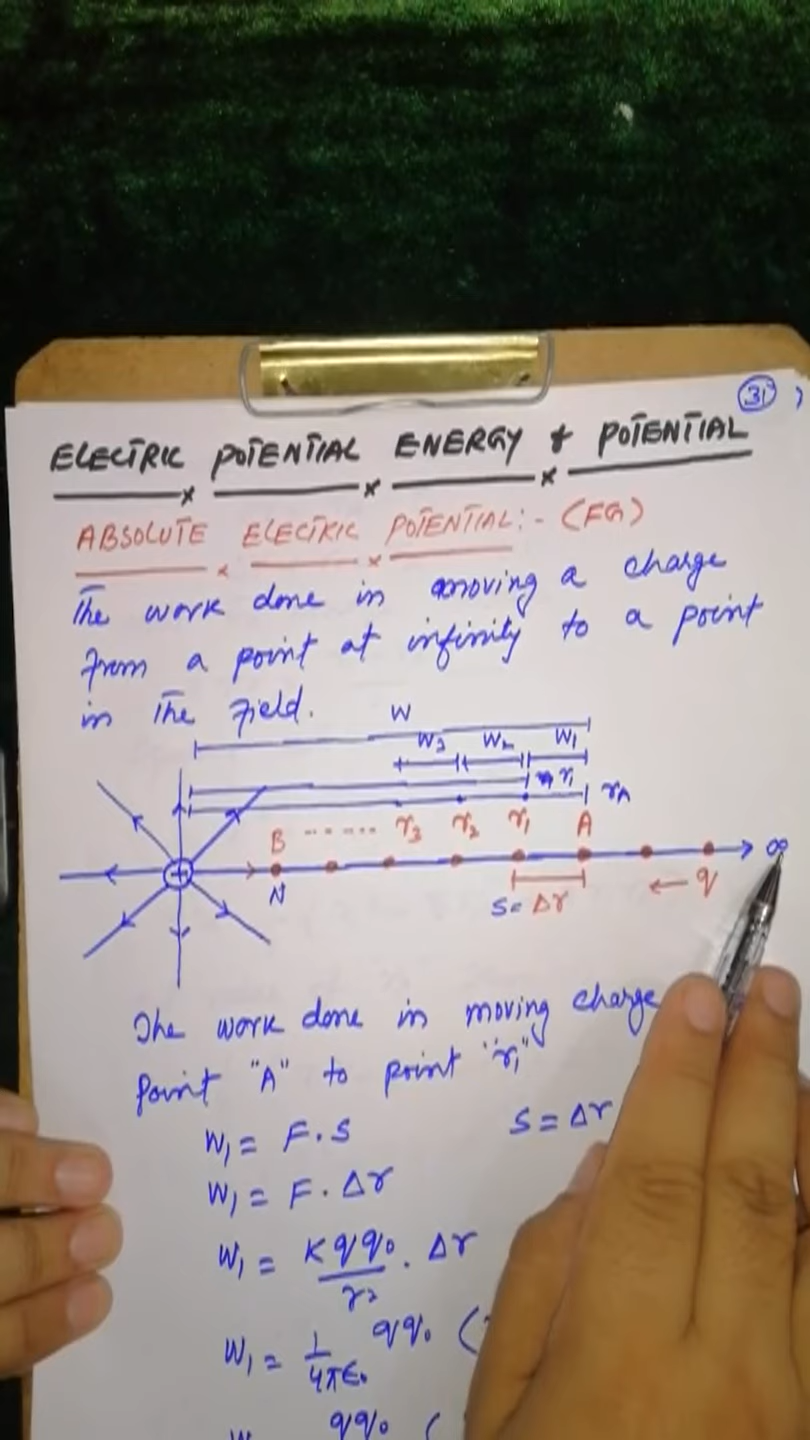 31
ELECTRIC POTENTIAL ENERGY & POTENTIAL
ABSOLUTE ELECTRIC POTENTIAL:- (FG)
The work done in moving a charge
from a point at infinity to a point
in the Field.
W
W3 W2 W1
r1
rA
B ...... r3 r2 r1 A
+ ∞
N S= Δr ← q
The work done in moving charge
point "A" to point "r1"
W1 = F.S S = Δr
W1 = F. Δr
W1 = Kqq0/r² . Δr
W1 = 1/4πε0 qq0 (
qq0 (